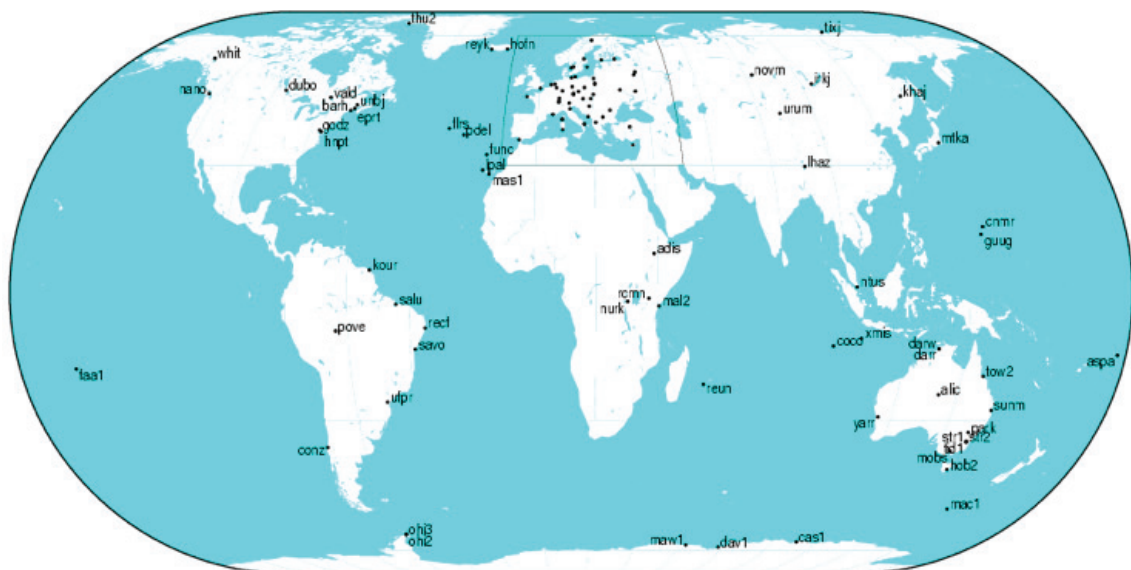 thu2
tixj
reyk
hofn
whit
novm
irkj
nano
dubo
vald
khaj
barh
unbj
eprt
urum
godz
hnpt
flrs
pdel
mtka
func
lpal
mas1
lhaz
cnmr
guug
adis
kour
ntus
rcmn
nurk
mal2
salu
recf
pove
savo
xmis
coco
darw
darr
aspa
faa1
tow2
reun
alic
ufpr
sunm
yarr
park
str1
str2
conz
mobs
hob2
mac1
ohi3
ohi2
maw1
dav1
cas1